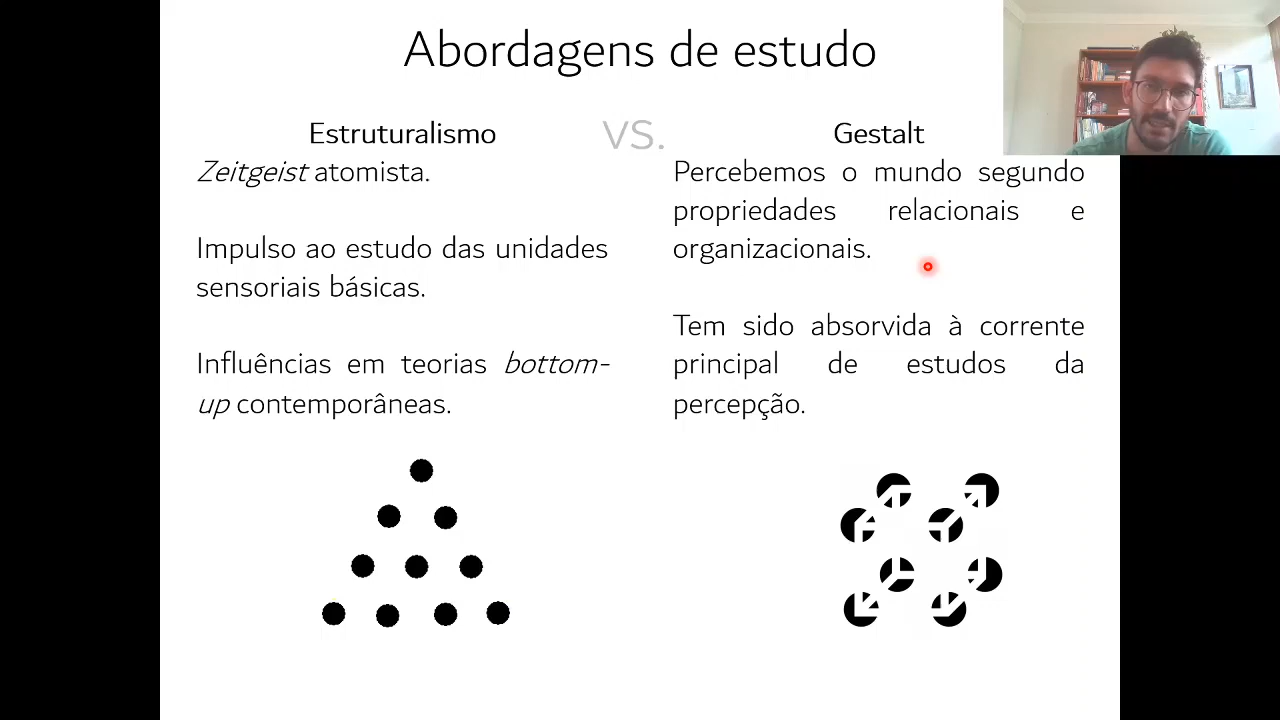 Abordagens de estudo
Estruturalismo
vs.
Gestalt
Zeitgeist atomista.
Impulso ao estudo das unidades
sensoriais básicas.
Influências em teorias bottom-
up contemporâneas.
Percebemos o mundo segundo
propriedades relacionais e
organizacionais.
Tem sido absorvida à corrente
principal de estudos da
percepção.